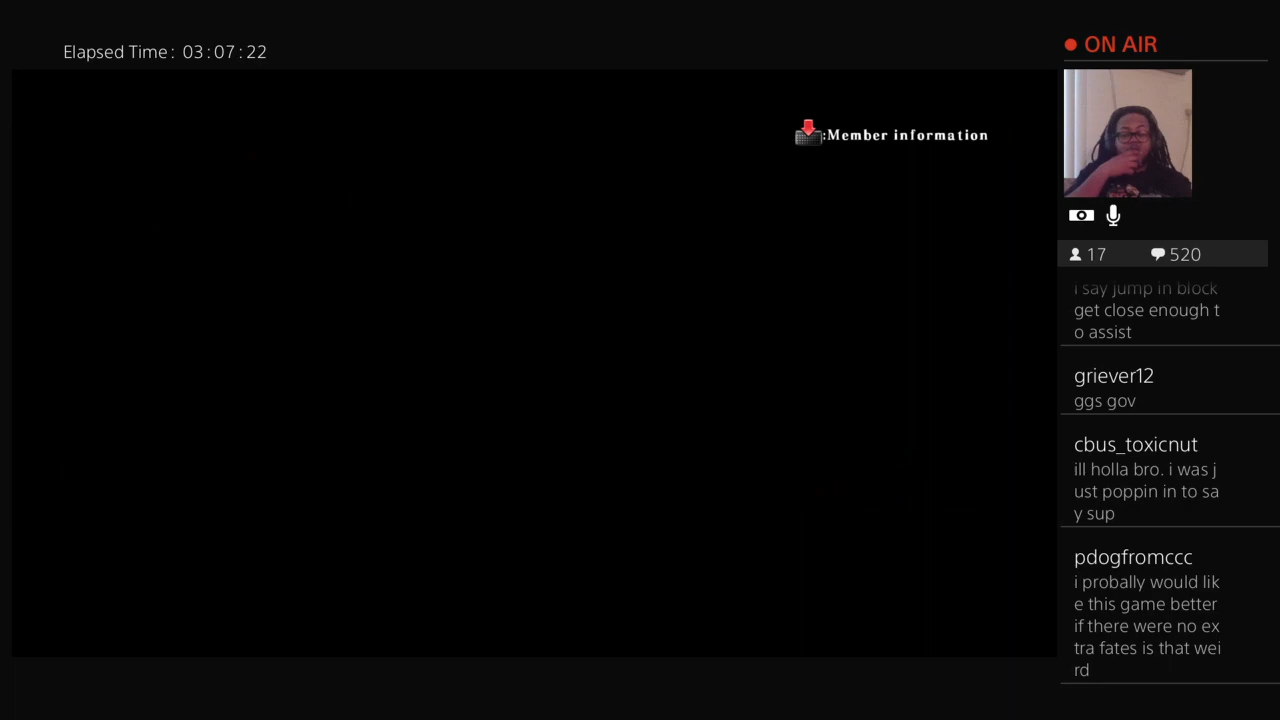 Elapsed Time: 03:07:22
ON AIR
:Member information
17 520
i say jump in block
get close enough t
o assist
griever12
ggs gov
cbus_toxicnut
ill holla bro. i was j
ust poppin in to sa
y sup
pdogfromccc
i probally would lik
e this game better
if there were no ex
tra fates is that wei
rd